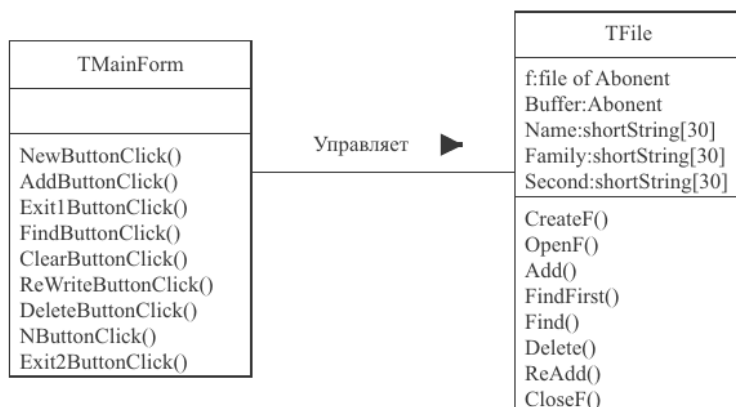 TMainForm
NewButtonClick()
AddButtonClick()
Exit1ButtonClick()
FindButtonClick()
ClearButtonClick()
ReWriteButtonClick()
DeleteButtonClick()
NButtonClick()
Exit2ButtonClick()
Управляет
TFile
f:file of Abonent
Buffer:Abonent
Name:shortString[30]
Family:shortString[30]
Second:shortString[30]
CreateF()
OpenF()
Add()
FindFirst()
Find()
Delete()
ReAdd()
CloseF()